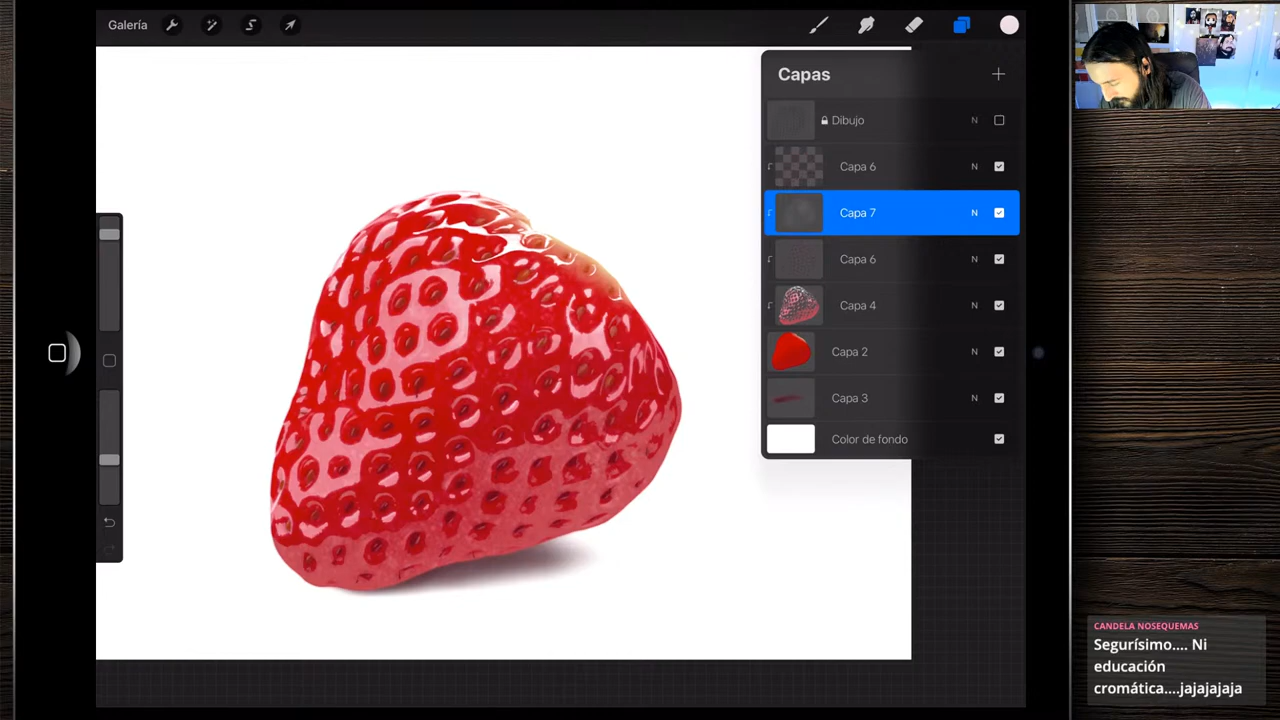 Galería
Capas
Dibujo N
Capa 6 N
Capa 7 N
Capa 6 N
Capa 4 N
Capa 2 N
Capa 3 N
Color de fondo
CANDELA NOSEQUEMAS
Segurísimo.... Ni
educación
cromática....jajajajaja